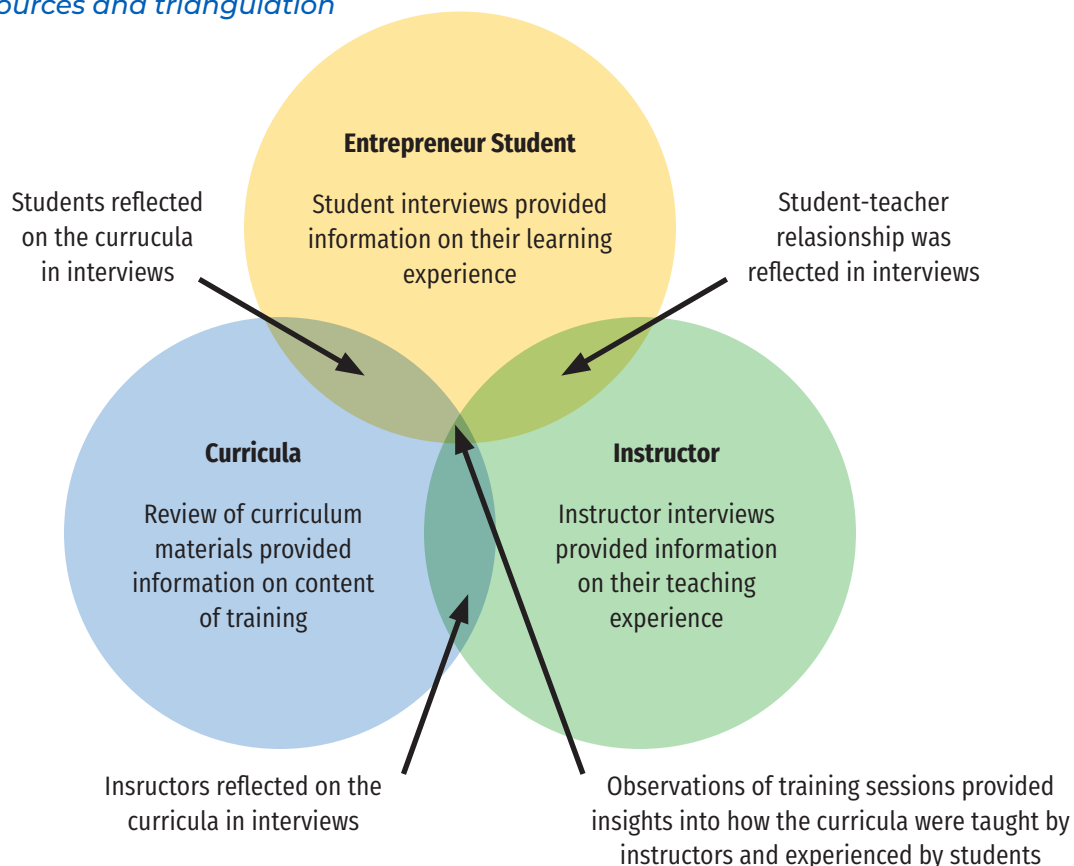 ources and triangulation
Entrepreneur Student
Student interviews provided
information on their learning
experience
Students reflected
on the currucula
in interviews
Student-teacher
relasionship was
reflected in interviews
Curricula
Review of curriculum
materials provided
information on content
of training
Instructor
Instructor interviews
provided information
on their teaching
experience
Insructors reflected on the
curricula in interviews
Observations of training sessions provided
insights into how the curricula were taught by
instructors and experienced by students